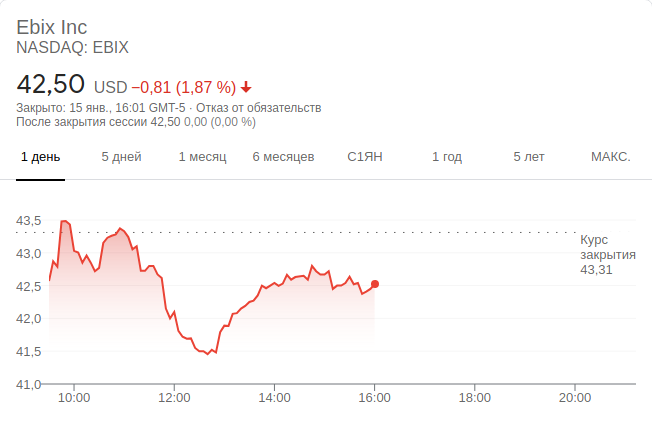 Ebix Inc
NASDAQ: EBIX
42,50 USD −0,81 (1,87 %)
Закрыто: 15 янв., 16:01 GMT-5 · Отказ от обязательств
После закрытия сессии 42,50 0,00 (0,00 %)
1 день 5 дней 1 месяц 6 месяцев С1ЯН 1 год 5 лет МАКС.
43,5
Курс
закрытия
43,31
43,0
42,5
42,0
41,5
41,0
10:00 12:00 14:00 16:00 18:00 20:00